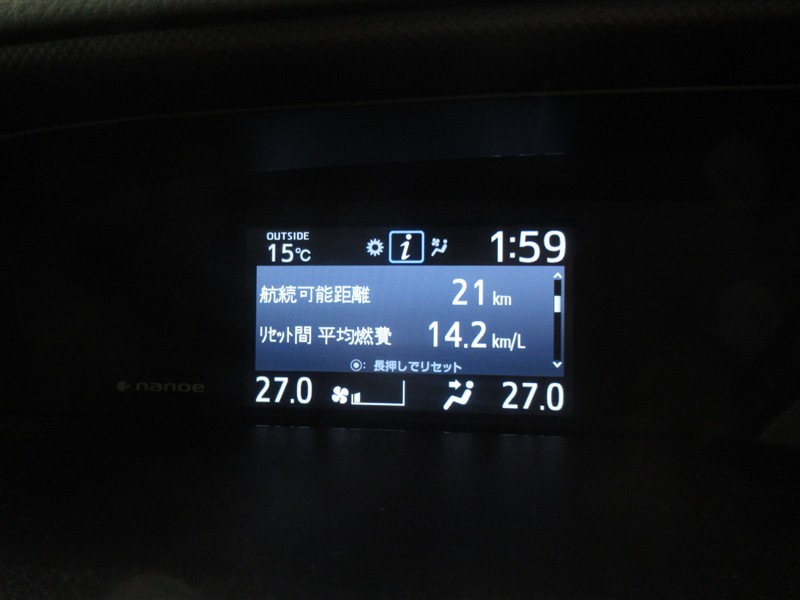 OUTSIDE
15℃
i
1:59
航続可能距離 21 km
ﾘｾｯﾄ間 平均燃費 14.2 km/L
◉: 長押しでリセット
nanoe
27.0
27.0